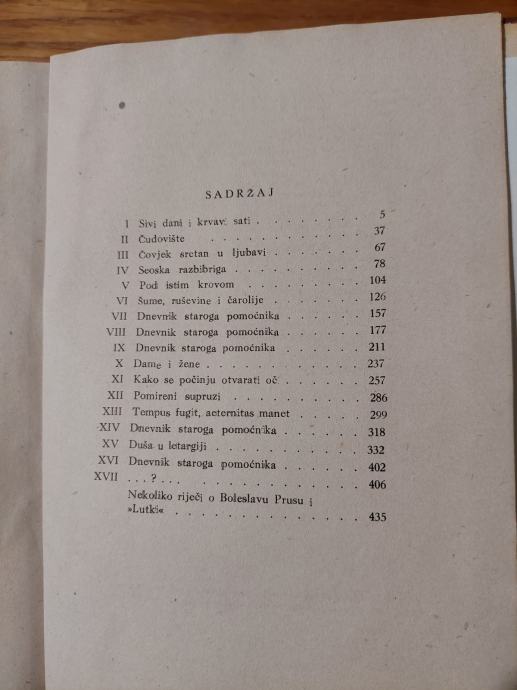 SADRŽAJ
I Sivi dani i krvavi sati . . . . . . . . 5
II Čudovište . . . . . . . . . . 37
III Čovjek sretan u ljubavi . . . . . . . 67
IV Seoska razbibriga . . . . . . . . . 78
V Pod istim krovom . . . . . . . . . 104
VI Šume, ruševine i čarolije . . . . . . . 126
VII Dnevnik staroga pomoćnika . . . . . . 157
VIII Dnevnik staroga pomoćnika . . . . . . 177
IX Dnevnik staroga pomoćnika . . . . . . 211
X Dame i žene . . . . . . . . . . 237
XI Kako se počinju otvarati oč . . . . . . 257
XII Pomireni supruzi . . . . . . . . . 286
XIII Tempus fugit, aeternitas manet . . . . . 299
XIV Dnevnik staroga pomoćnika . . . . . . 318
XV Duša u letargiji . . . . . . . . . . 332
XVI Dnevnik staroga pomoćnika . . . . . . 402
XVII . . . ? . . . . . . . . . . . . 406
Nekoliko riječi o Boleslavu Prusu i
»Lutki« . . . . . . . . . . . . 435